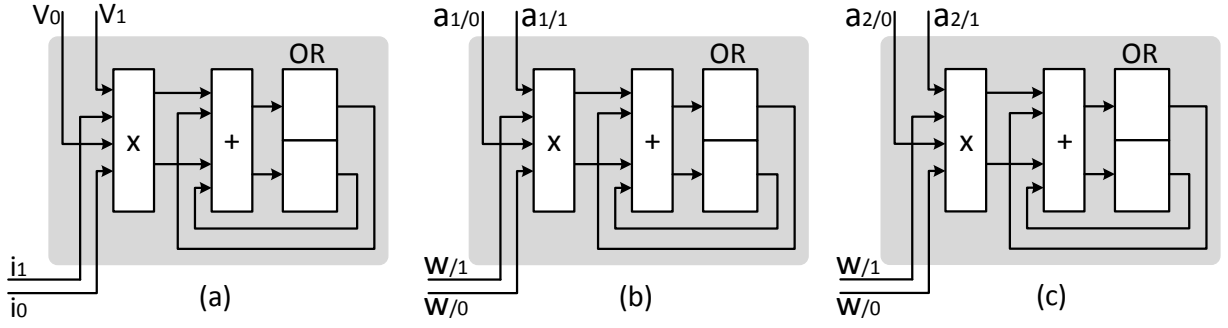 V0 V1 a1/0 a1/1 a2/0 a2/1
OR OR OR
x + x + x +
i1 w/1 w/1
i0 (a) w/0 (b) w/0 (c)